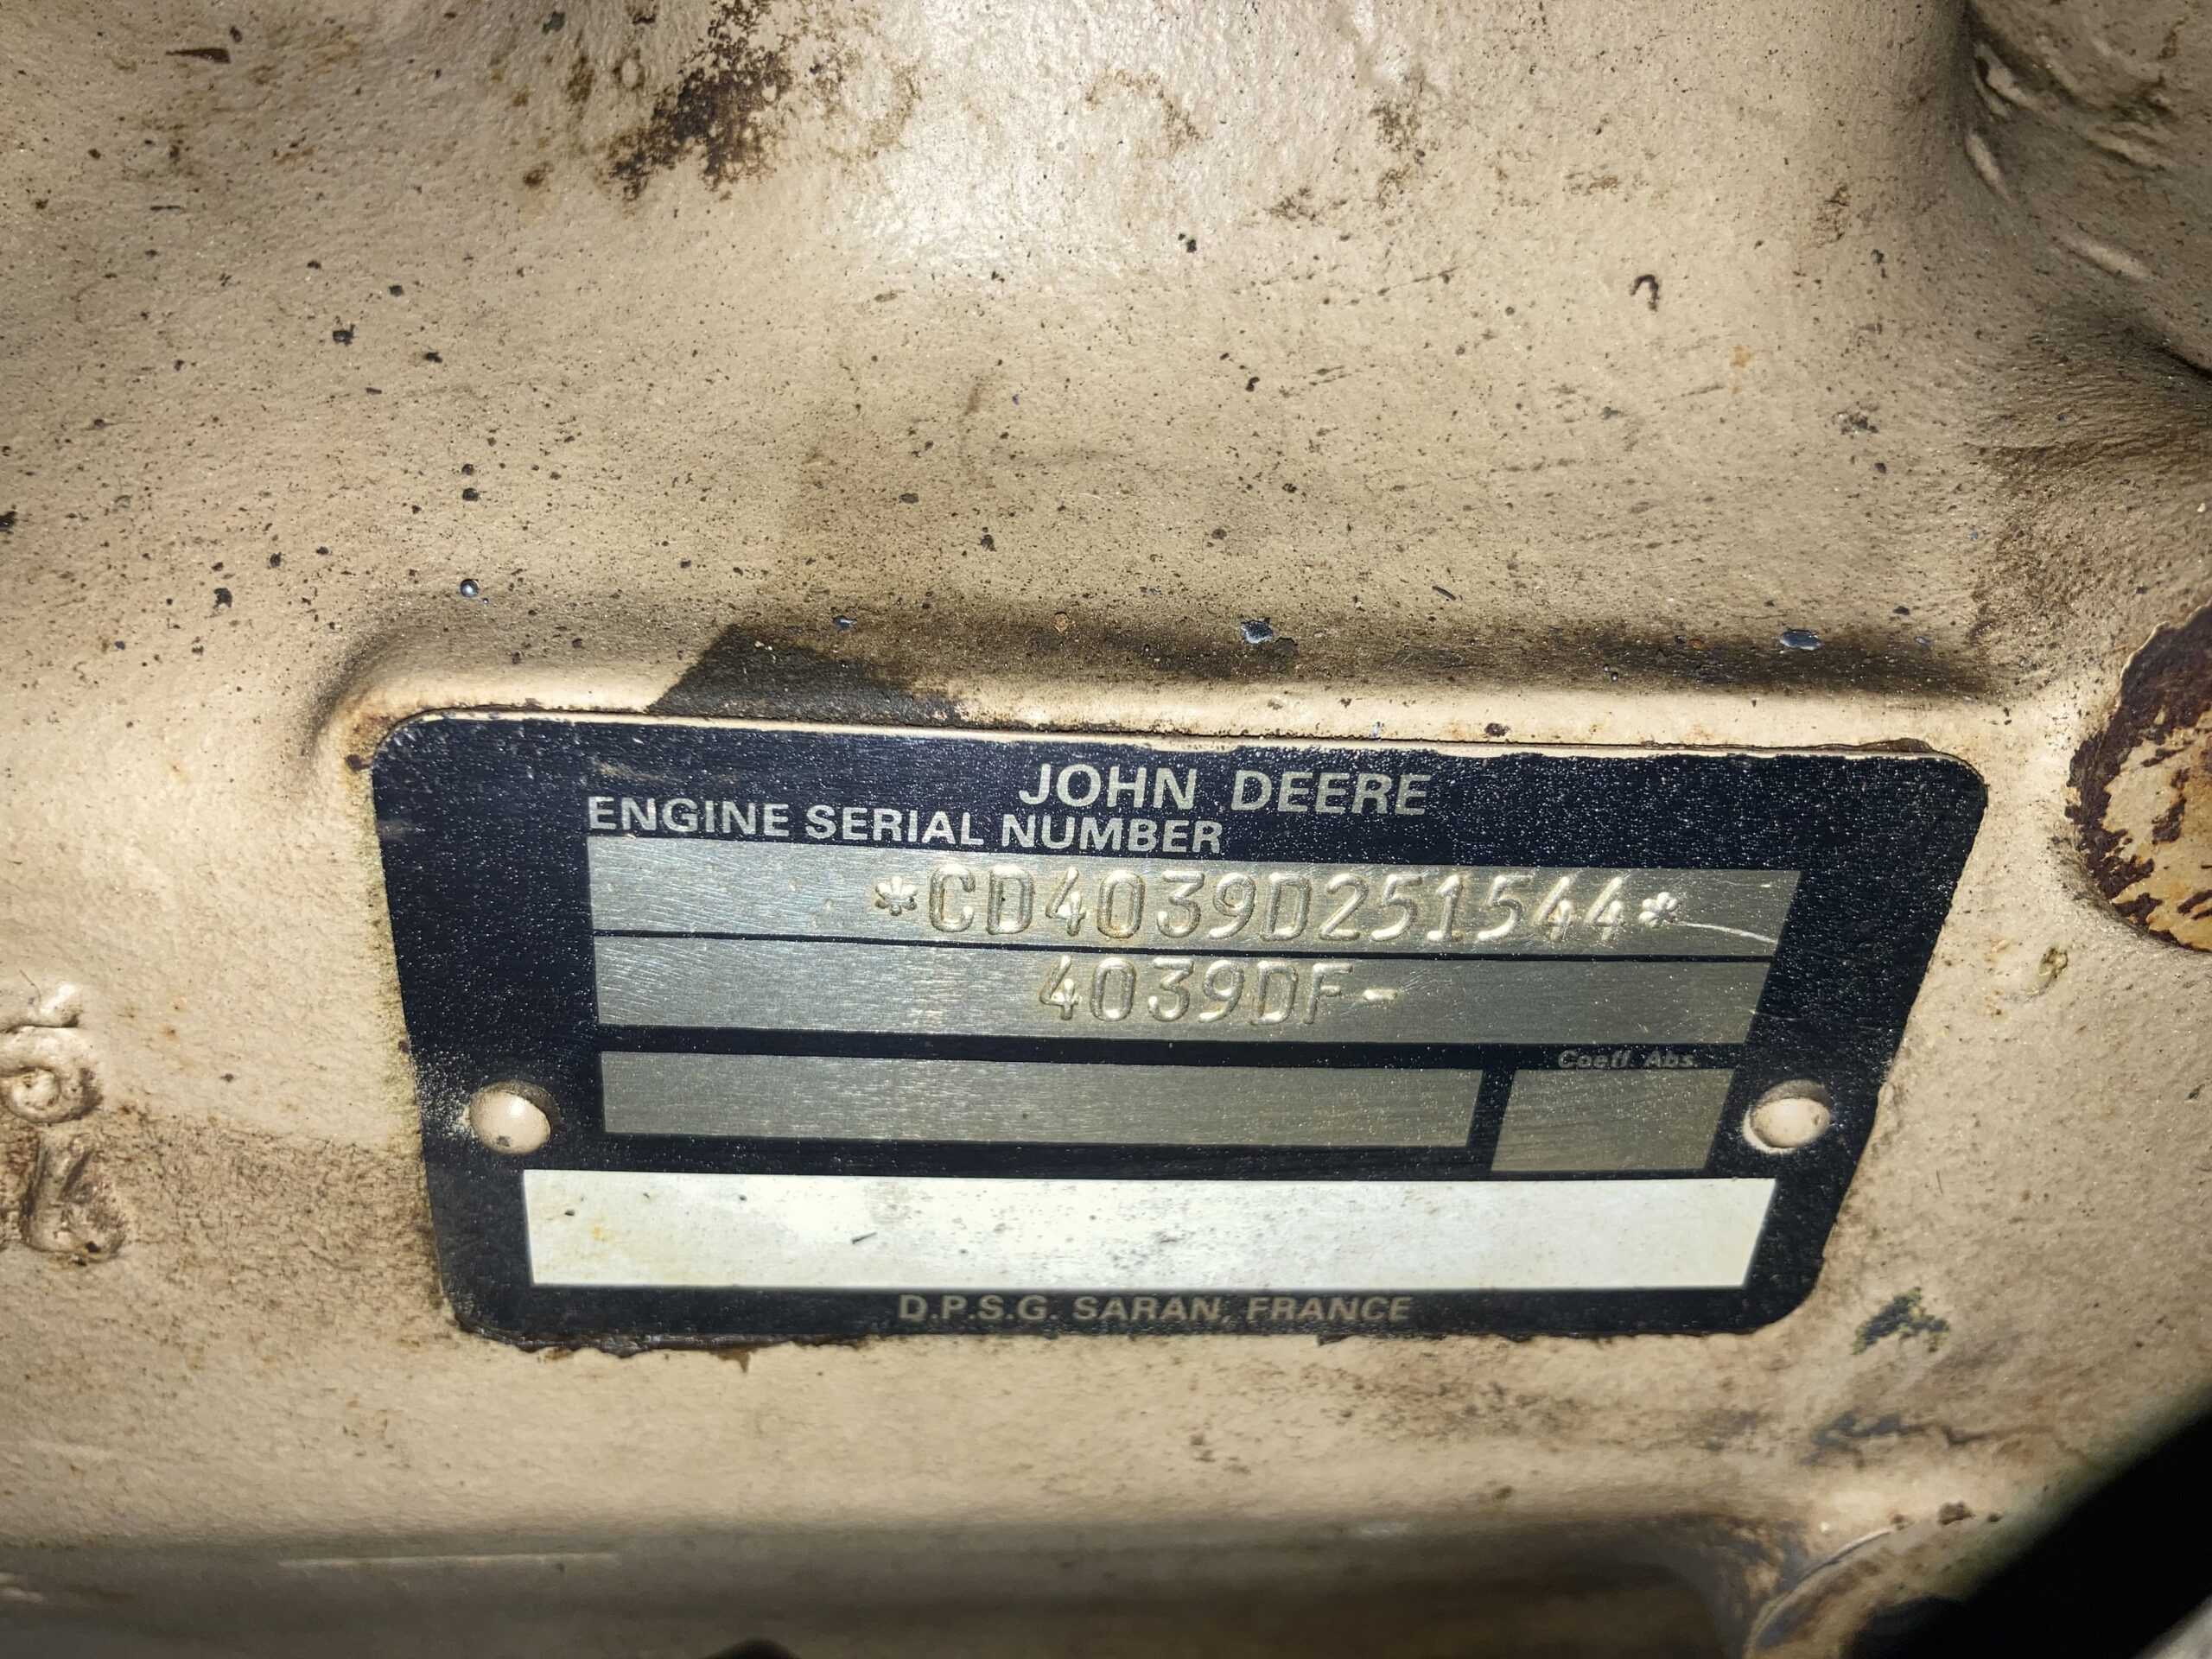 JOHN DEERE
ENGINE SERIAL NUMBER
*CD4039D251544*
4039DF-
Coeff. Abs.
D.P.S.G. SARAN, FRANCE